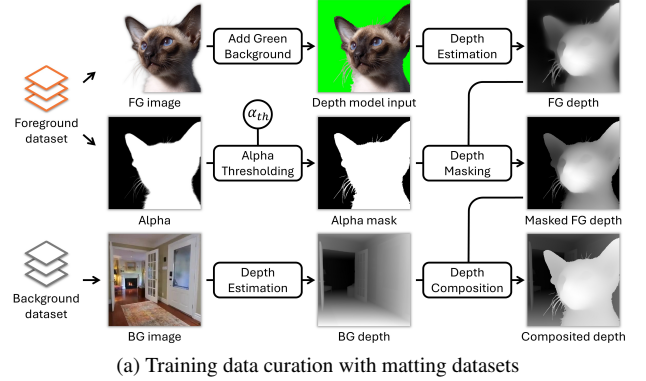 Foreground
dataset
FG image
Add Green
Background
Depth model input
Depth
Estimation
FG depth
Alpha
α_th
Alpha
Thresholding
Alpha mask
Depth
Masking
Masked FG depth
Background
dataset
BG image
Depth
Estimation
BG depth
Depth
Composition
Composited depth
(a) Training data curation with matting datasets